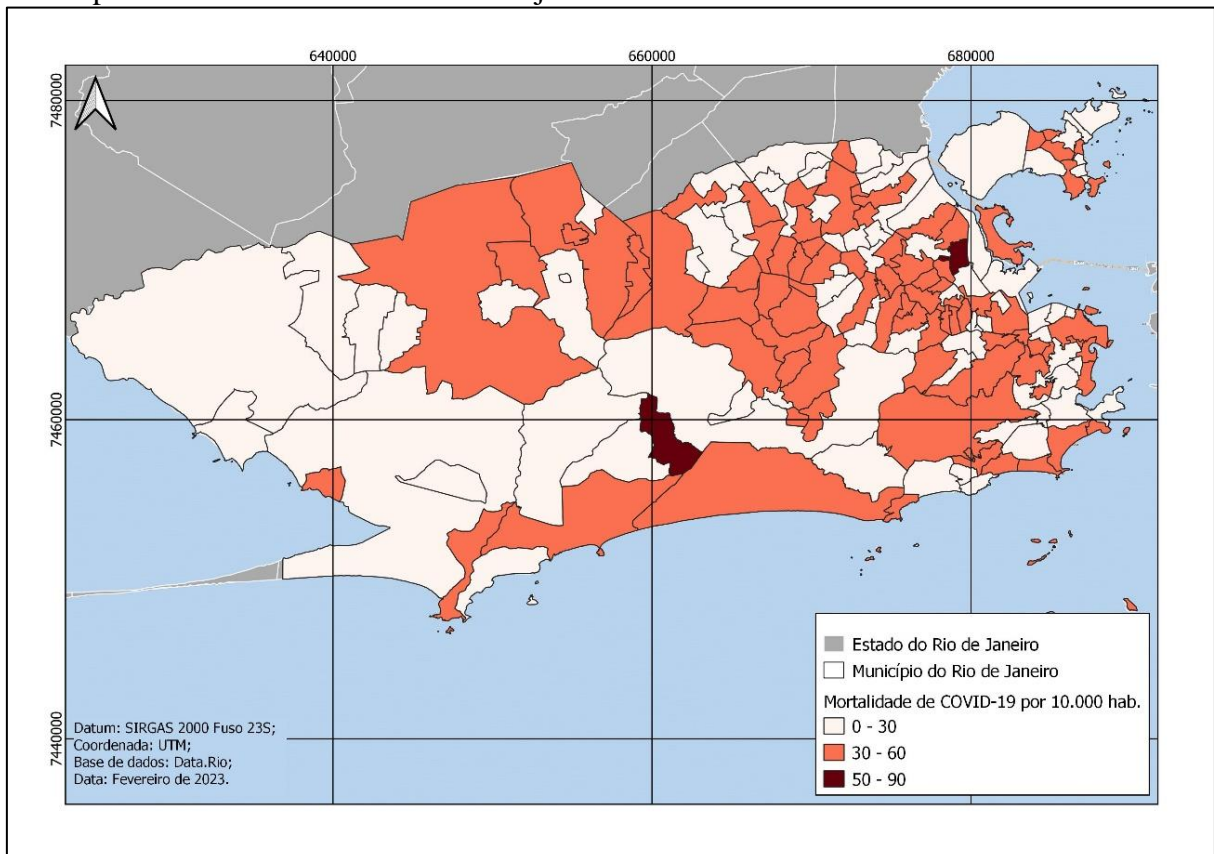 640000
660000
680000
7480000
7460000
7440000
Estado do Rio de Janeiro
Município do Rio de Janeiro
Mortalidade de COVID-19 por 10.000 hab.
0 - 30
30 - 60
50 - 90
Datum: SIRGAS 2000 Fuso 23S;
Coordenada: UTM;
Base de dados: Data.Rio;
Data: Fevereiro de 2023.